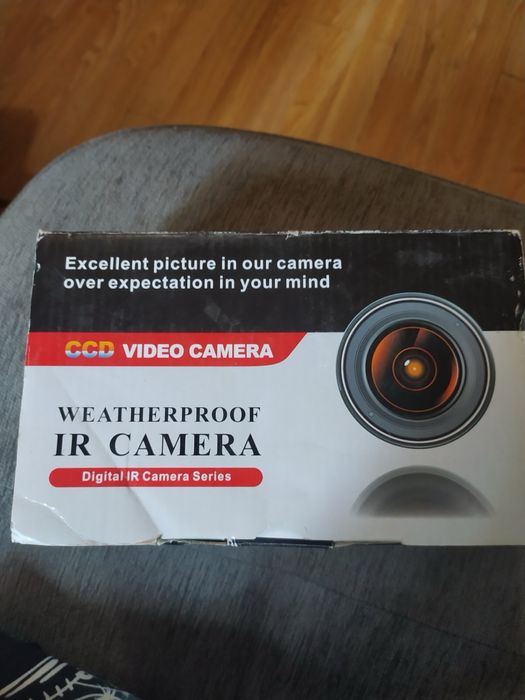 Excellent picture in our camera
over expectation in your mind
CCD VIDEO CAMERA
WEATHERPROOF
IR CAMERA
Digital IR Camera Series